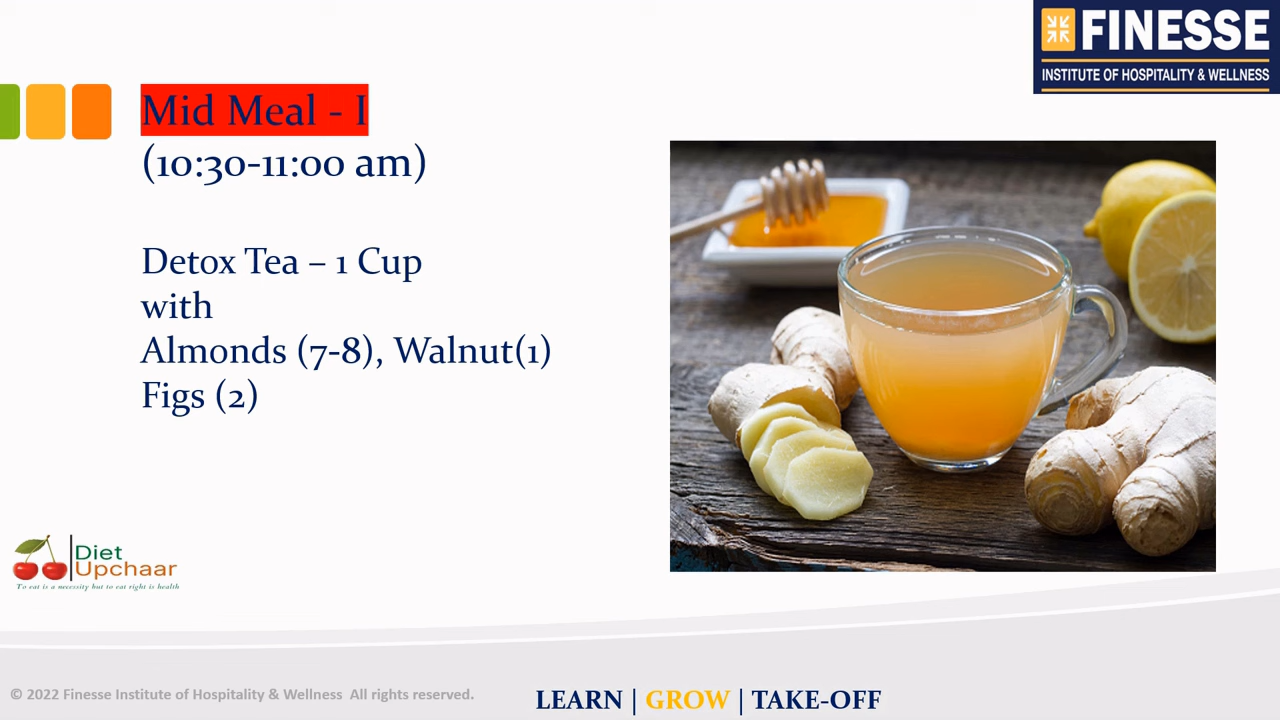 FINESSE
INSTITUTE OF HOSPITALITY & WELLNESS
Mid Meal - I
(10:30-11:00 am)
Detox Tea – 1 Cup
with
Almonds (7-8), Walnut(1)
Figs (2)
Diet
Upchaar
To eat is a necessity but to eat right is health
© 2022 Finesse Institute of Hospitality & Wellness All rights reserved.
LEARN | GROW | TAKE-OFF